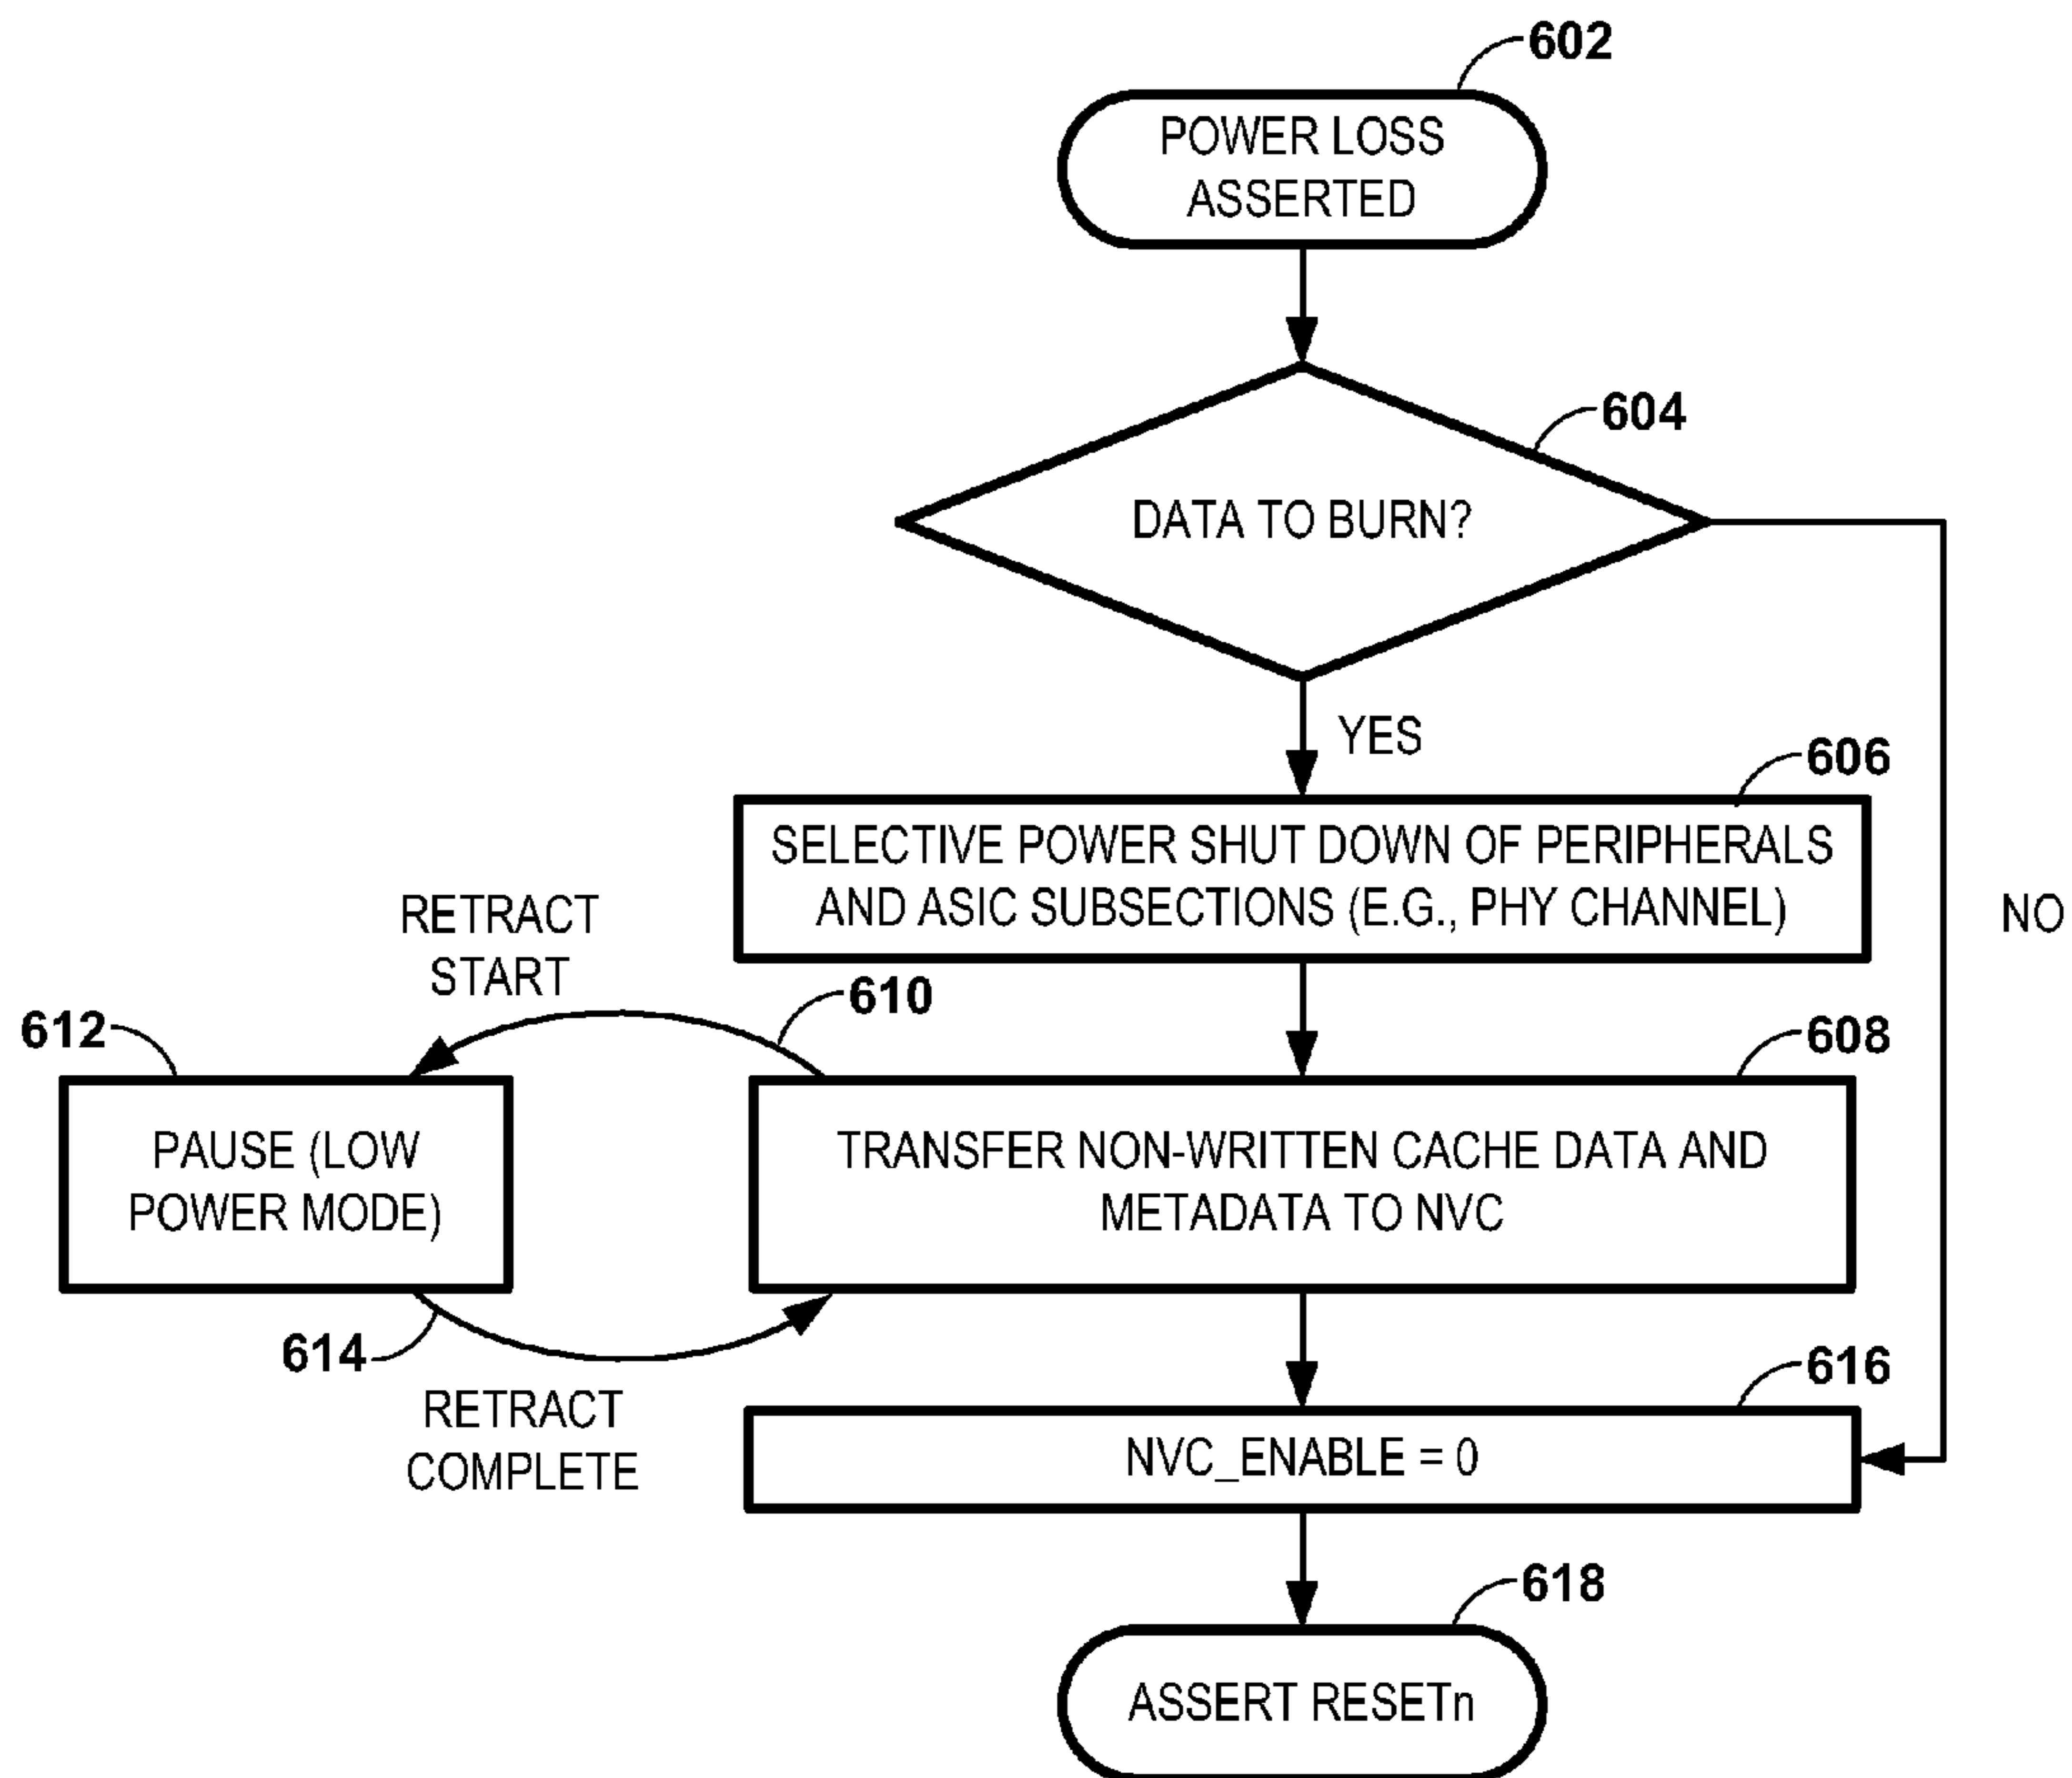 602
POWER LOSS
ASSERTED
604
DATA TO BURN?
YES
606
SELECTIVE POWER SHUT DOWN OF PERIPHERALS
AND ASIC SUBSECTIONS (E.G., PHY CHANNEL)
NO
RETRACT
START
610
612
608
PAUSE (LOW
POWER MODE)
TRANSFER NON-WRITTEN CACHE DATA AND
METADATA TO NVC
614
RETRACT
COMPLETE
616
NVC_ENABLE = 0
618
ASSERT RESETn